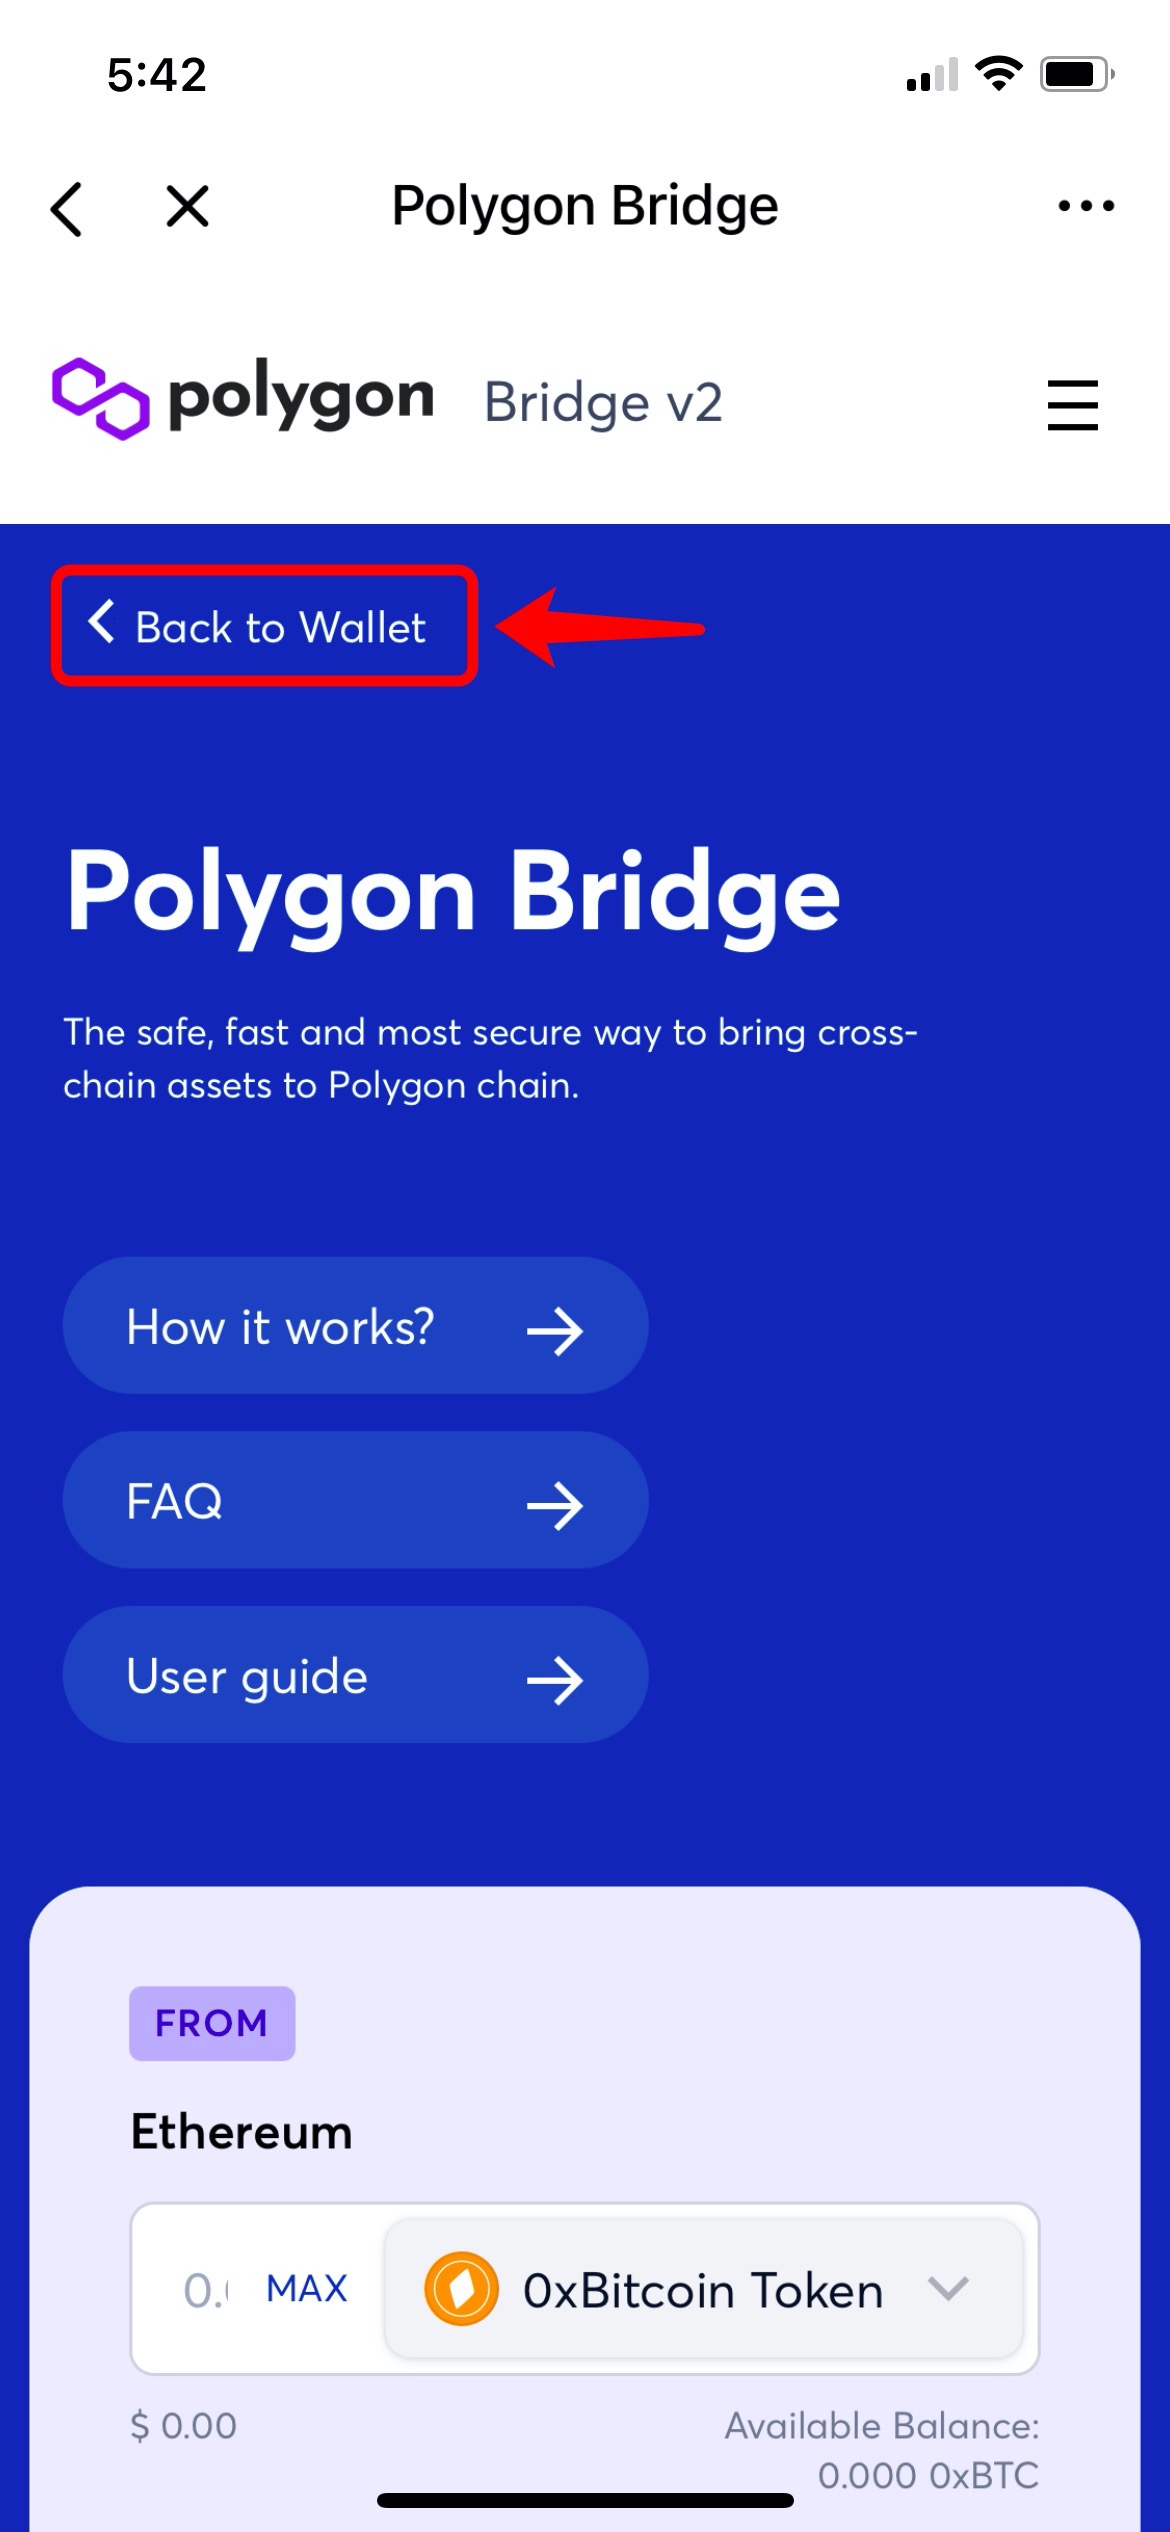 5:42
Polygon Bridge
polygon Bridge v2
Back to Wallet
Polygon Bridge
The safe, fast and most secure way to bring cross-
chain assets to Polygon chain.
How it works?
FAQ
User guide
FROM
Ethereum
0. MAX 0xBitcoin Token
$ 0.00 Available Balance:
0.000 0xBTC